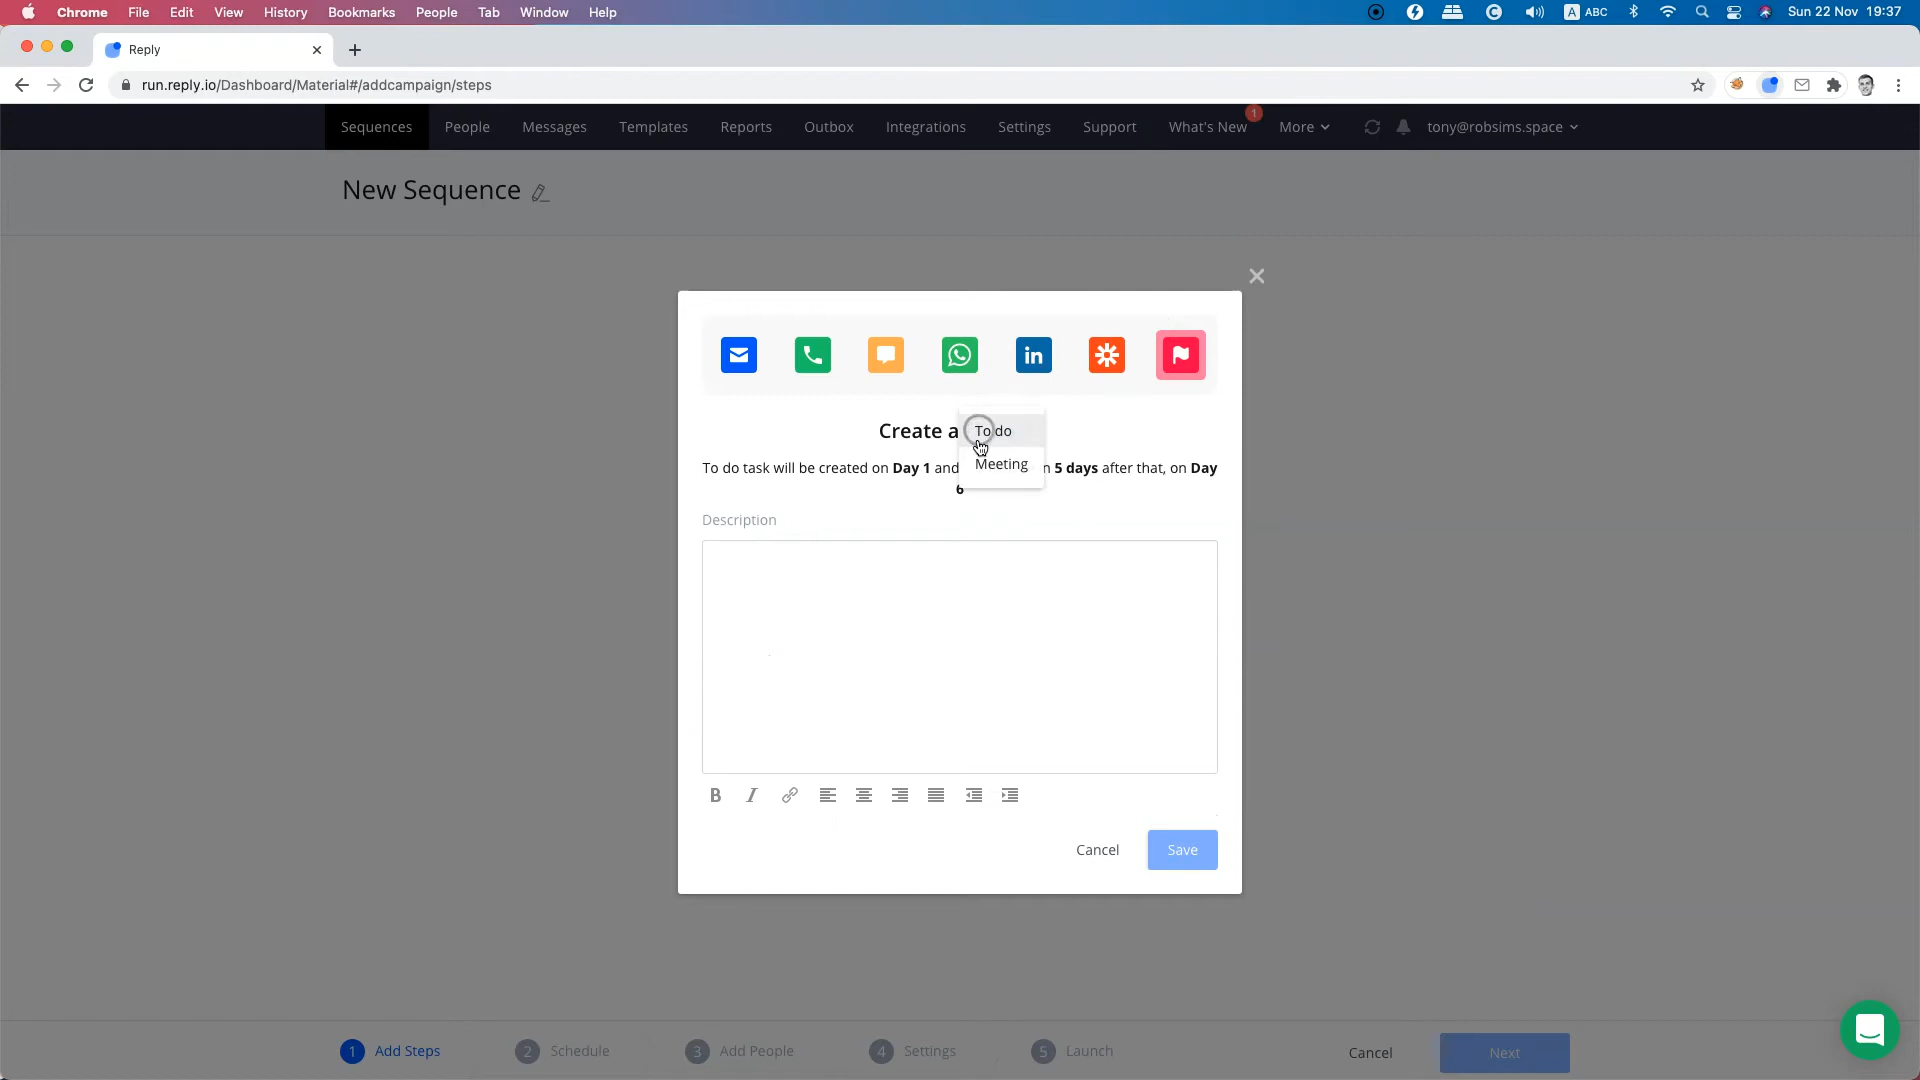 Chrome File Edit View History Bookmarks People Tab Window Help
A ABC
Sun 22 Nov 19:37
Reply
run.reply.io/Dashboard/Material#/addcampaign/steps
Sequences People Messages Templates Reports Outbox Integrations Settings Support What's New 1 More tony@robsims.space
New Sequence
in
Create a
To do
Meeting
To do task will be created on Day 1 and n 5 days after that, on Day
6
Description
B I
Cancel Save
1 Add Steps 2 Schedule 3 Add People 4 Settings 5 Launch Cancel Next